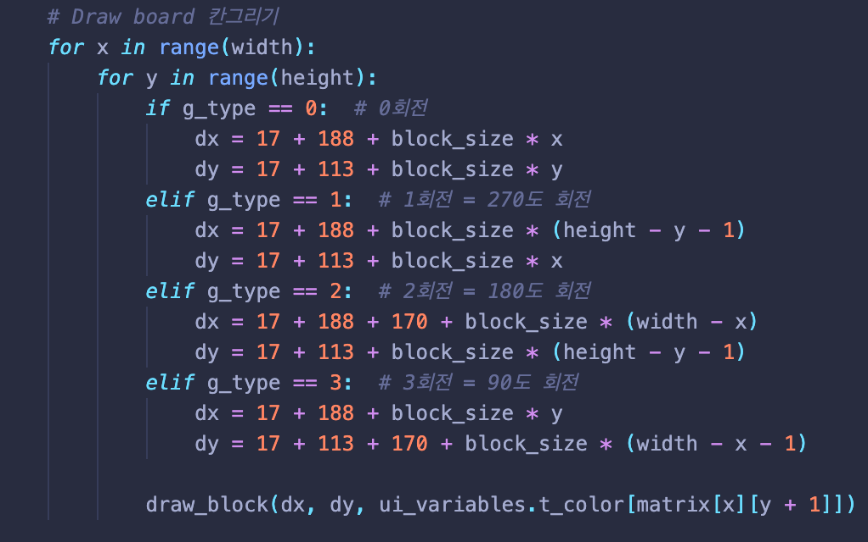 # Draw board 칸그리기
for x in range(width):
for y in range(height):
if g_type == 0:  # 0회전
dx = 17 + 188 + block_size * x
dy = 17 + 113 + block_size * y
elif g_type == 1:  # 1회전 = 270도 회전
dx = 17 + 188 + block_size * (height - y - 1)
dy = 17 + 113 + block_size * x
elif g_type == 2:  # 2회전 = 180도 회전
dx = 17 + 188 + 170 + block_size * (width - x)
dy = 17 + 113 + block_size * (height - y - 1)
elif g_type == 3:  # 3회전 = 90도 회전
dx = 17 + 188 + block_size * y
dy = 17 + 113 + 170 + block_size * (width - x - 1)
draw_block(dx, dy, ui_variables.t_color[matrix[x][y + 1]])